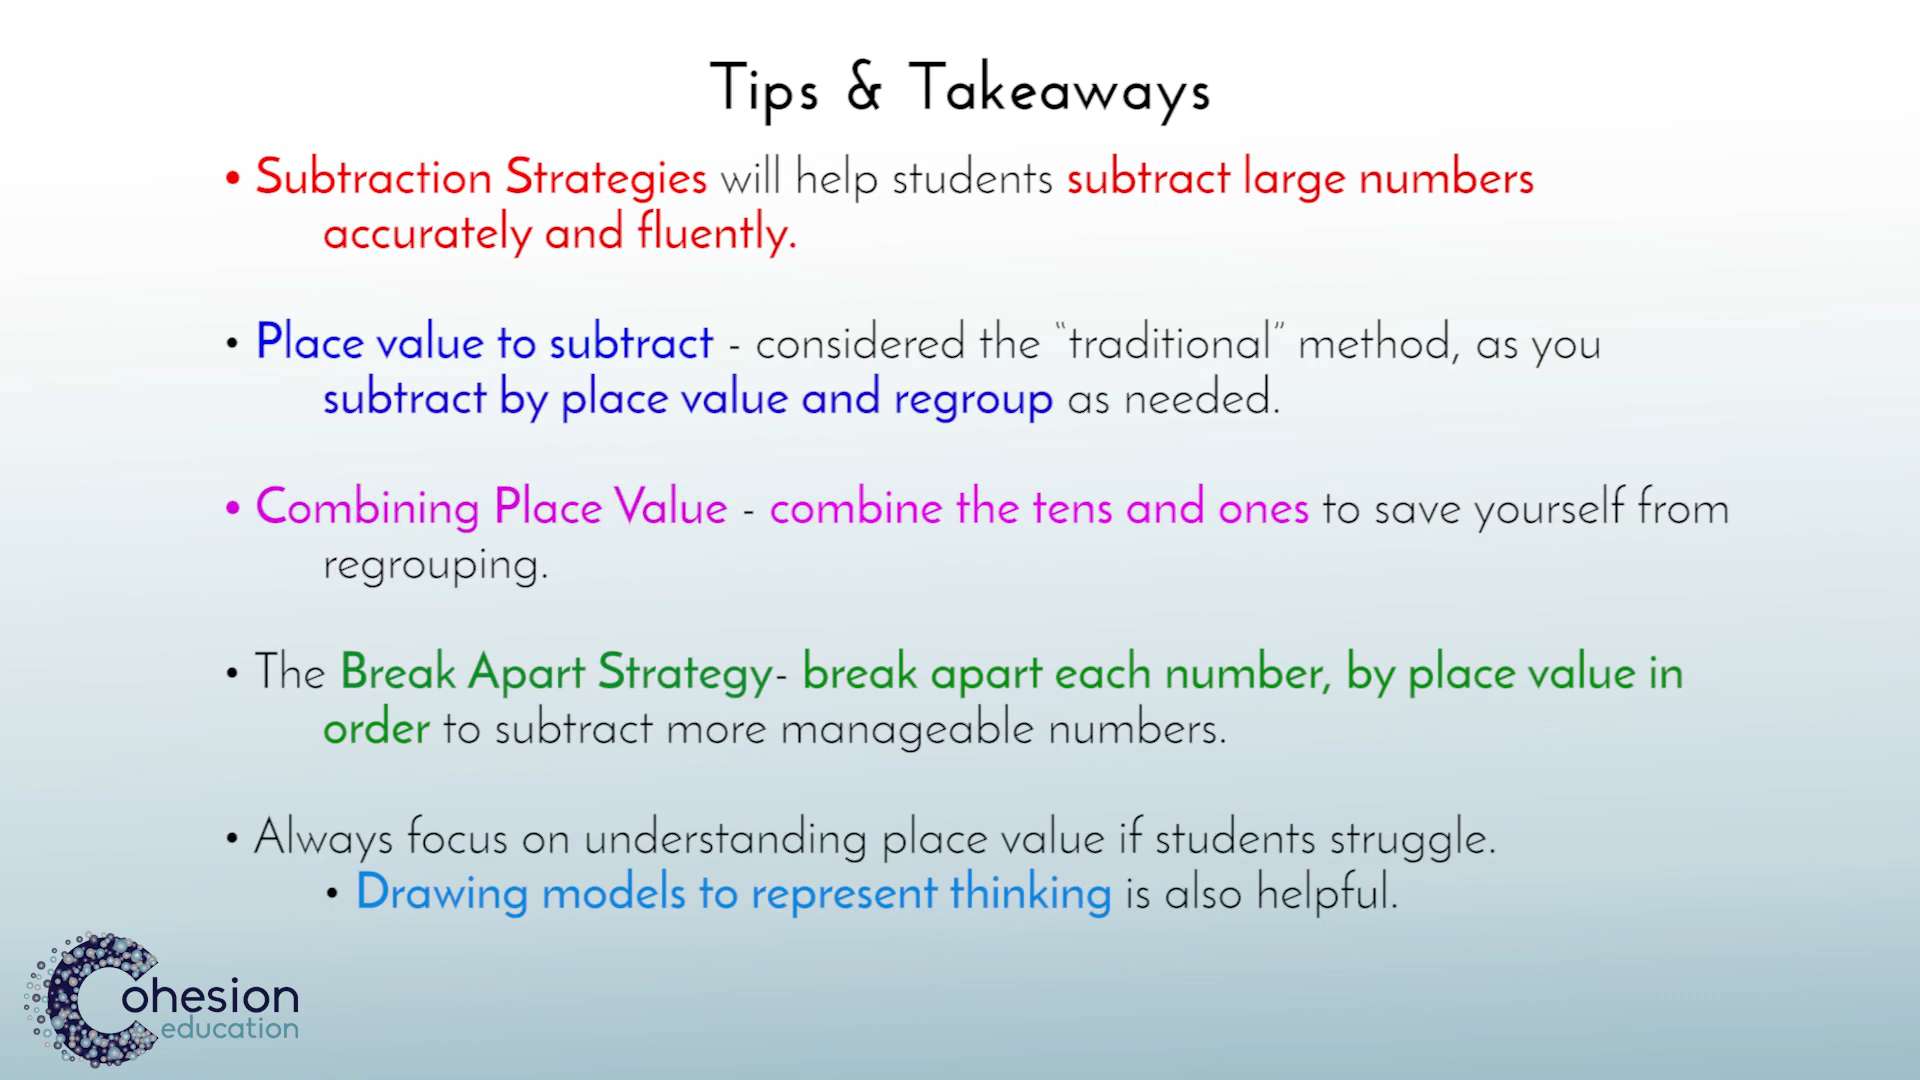 Tips & Takeaways
• Subtraction Strategies will help students subtract large numbers
accurately and fluently.
• Place value to subtract - considered the “traditional” method, as you
subtract by place value and regroup as needed.
• Combining Place Value - combine the tens and ones to save yourself from
regrouping.
• The Break Apart Strategy- break apart each number, by place value in
order to subtract more manageable numbers.
• Always focus on understanding place value if students struggle.
• Drawing models to represent thinking is also helpful.
Cohesion
education